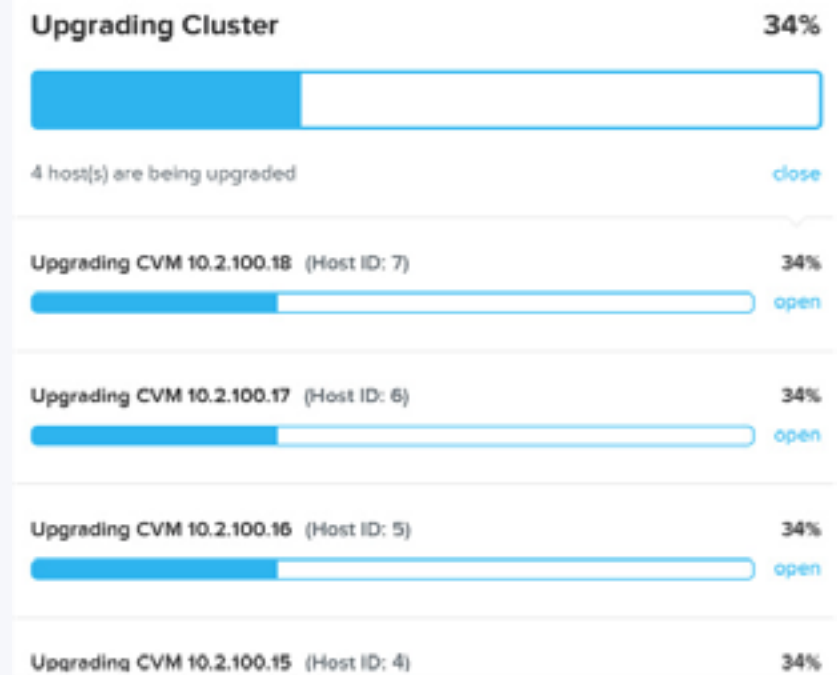 Upgrading Cluster 34%
4 host(s) are being upgraded close
Upgrading CVM 10.2.100.18 (Host ID: 7) 34%
open
Upgrading CVM 10.2.100.17 (Host ID: 6) 34%
open
Upgrading CVM 10.2.100.16 (Host ID: 5) 34%
open
Upgrading CVM 10.2.100.15 (Host ID: 4) 34%